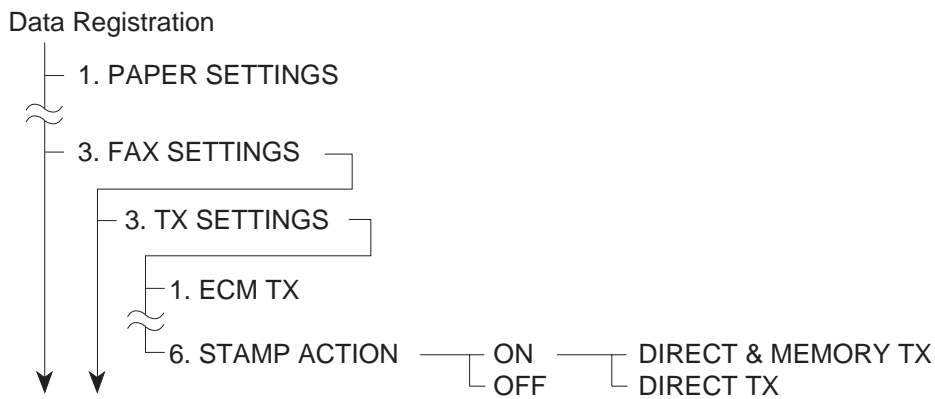 Data Registration
1. PAPER SETTINGS
3. FAX SETTINGS
3. TX SETTINGS
1. ECM TX
6. STAMP ACTION ON DIRECT & MEMORY TX
OFF DIRECT TX